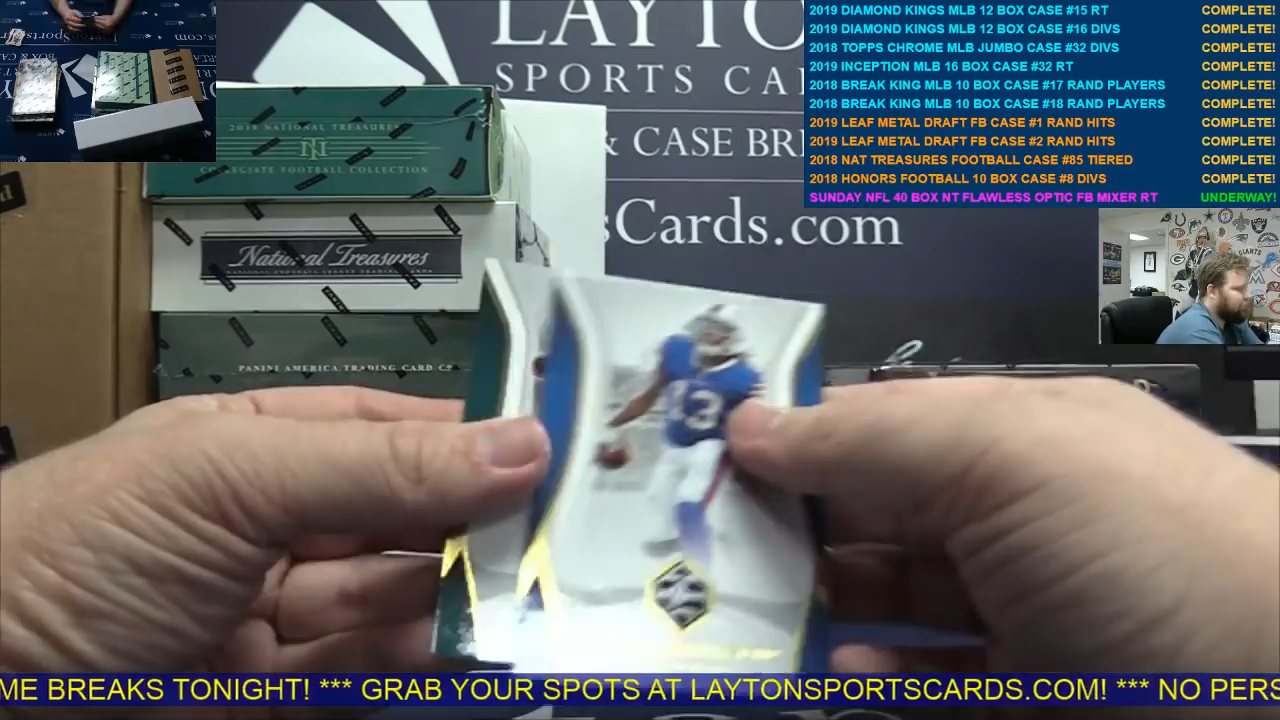 LAYTO
SPORTS CA
& CASE BR
sCards.com
2018 NATIONAL TREASURES
COLLEGIATE FOOTBALL COLLECTION
National Treasures
PANINI AMERICA TRADING CARD
13
2019 DIAMOND KINGS MLB 12 BOX CASE #15 RT COMPLETE!
2019 DIAMOND KINGS MLB 12 BOX CASE #16 DIVS COMPLETE!
2018 TOPPS CHROME MLB JUMBO CASE #32 DIVS COMPLETE!
2019 INCEPTION MLB 16 BOX CASE #32 RT COMPLETE!
2018 BREAK KING MLB 10 BOX CASE #17 RAND PLAYERS COMPLETE!
2018 BREAK KING MLB 10 BOX CASE #18 RAND PLAYERS COMPLETE!
2019 LEAF METAL DRAFT FB CASE #1 RAND HITS COMPLETE!
2019 LEAF METAL DRAFT FB CASE #2 RAND HITS COMPLETE!
2018 NAT TREASURES FOOTBALL CASE #85 TIERED COMPLETE!
2018 HONORS FOOTBALL 10 BOX CASE #8 DIVS COMPLETE!
SUNDAY NFL 40 BOX NT FLAWLESS OPTIC FB MIXER RT UNDERWAY!
ME BREAKS TONIGHT! *** GRAB YOUR SPOTS AT LAYTONSPORTSCARDS.COM! *** NO PERS